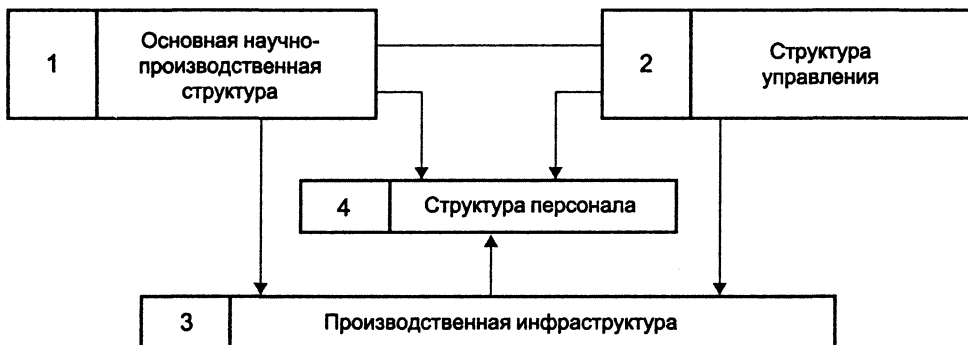 1
Основная научно-
производственная
структура
2
Структура
управления
4
Структура персонала
3
Производственная инфраструктура